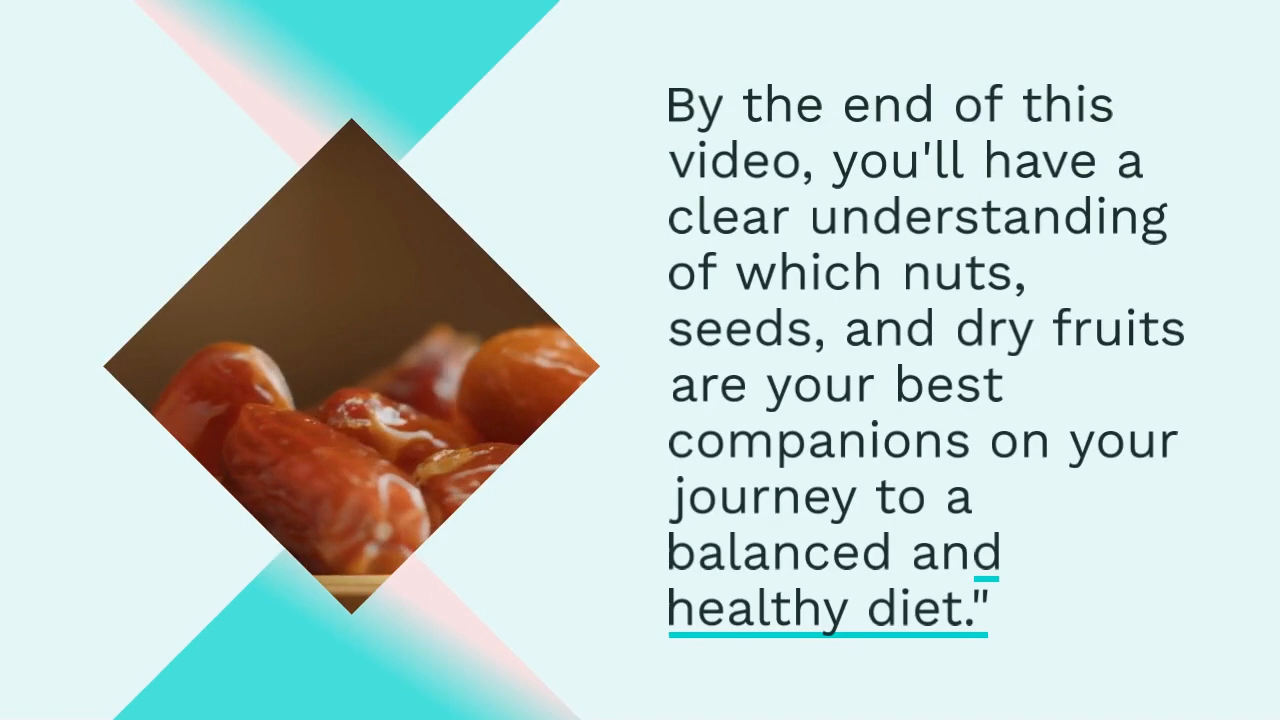 By the end of this
video, you'll have a
clear understanding
of which nuts,
seeds, and dry fruits
are your best
companions on your
journey to a
balanced and
healthy diet."